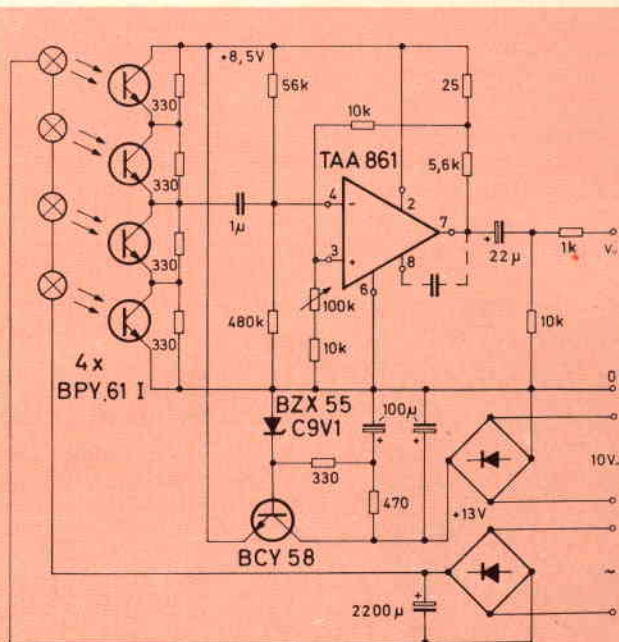 +8,5V
330
56k
25
10k
330
TAA 861
5,6k
4
-
2
1µ
7
330
3
+
8
+
22µ
1k
V~
6
100k
480k
10k
330
10k
4x
BPY 61 I
0
BZX 55
C9V1
100µ
+
+
330
10V~
470
+13V
BCY 58
~
+
2200µ